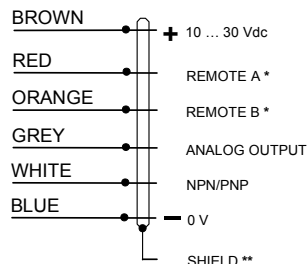 BROWN
+ 10 … 30 Vdc
RED
REMOTE A *
ORANGE
REMOTE B *
GREY
ANALOG OUTPUT
WHITE
NPN/PNP
BLUE
– 0 V
SHIELD **